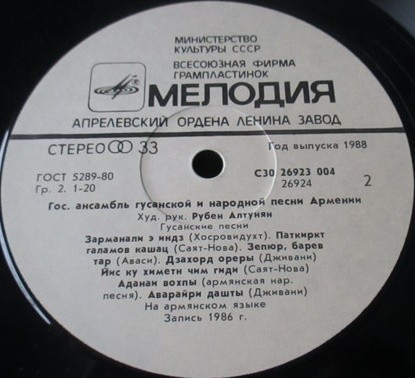 МИНИСТЕРСТВО
КУЛЬТУРЫ СССР
ВСЕСОЮЗНАЯ ФИРМА
ГРАМПЛАСТИНОК
МЕЛОДИЯ
АПРЕЛЕВСКИЙ ОРДЕНА ЛЕНИНА ЗАВОД
СТЕРЕО 33
Год выпуска 1988
ГОСТ 5289-80
Гр. 2. 1-20
С30 26923 004
26924
2
Гос. ансамбль гусанской и народной песни Армении
Худ. рук. Рубен Алтунян
Гусанские песни
Зарманали э индз (Хосровидухт). Паткиркт
галамов кашац (Саят-Нова). Зепюр, барев
тар (Аваси). Дзахорд ореры (Дживани)
Йис ку химетн чим гиди (Саят-Нова)
Аданаи вохпы (армянская нар.
песня). Аварайри дашты (Дживани)
На армянском языке
Запись 1986 г.